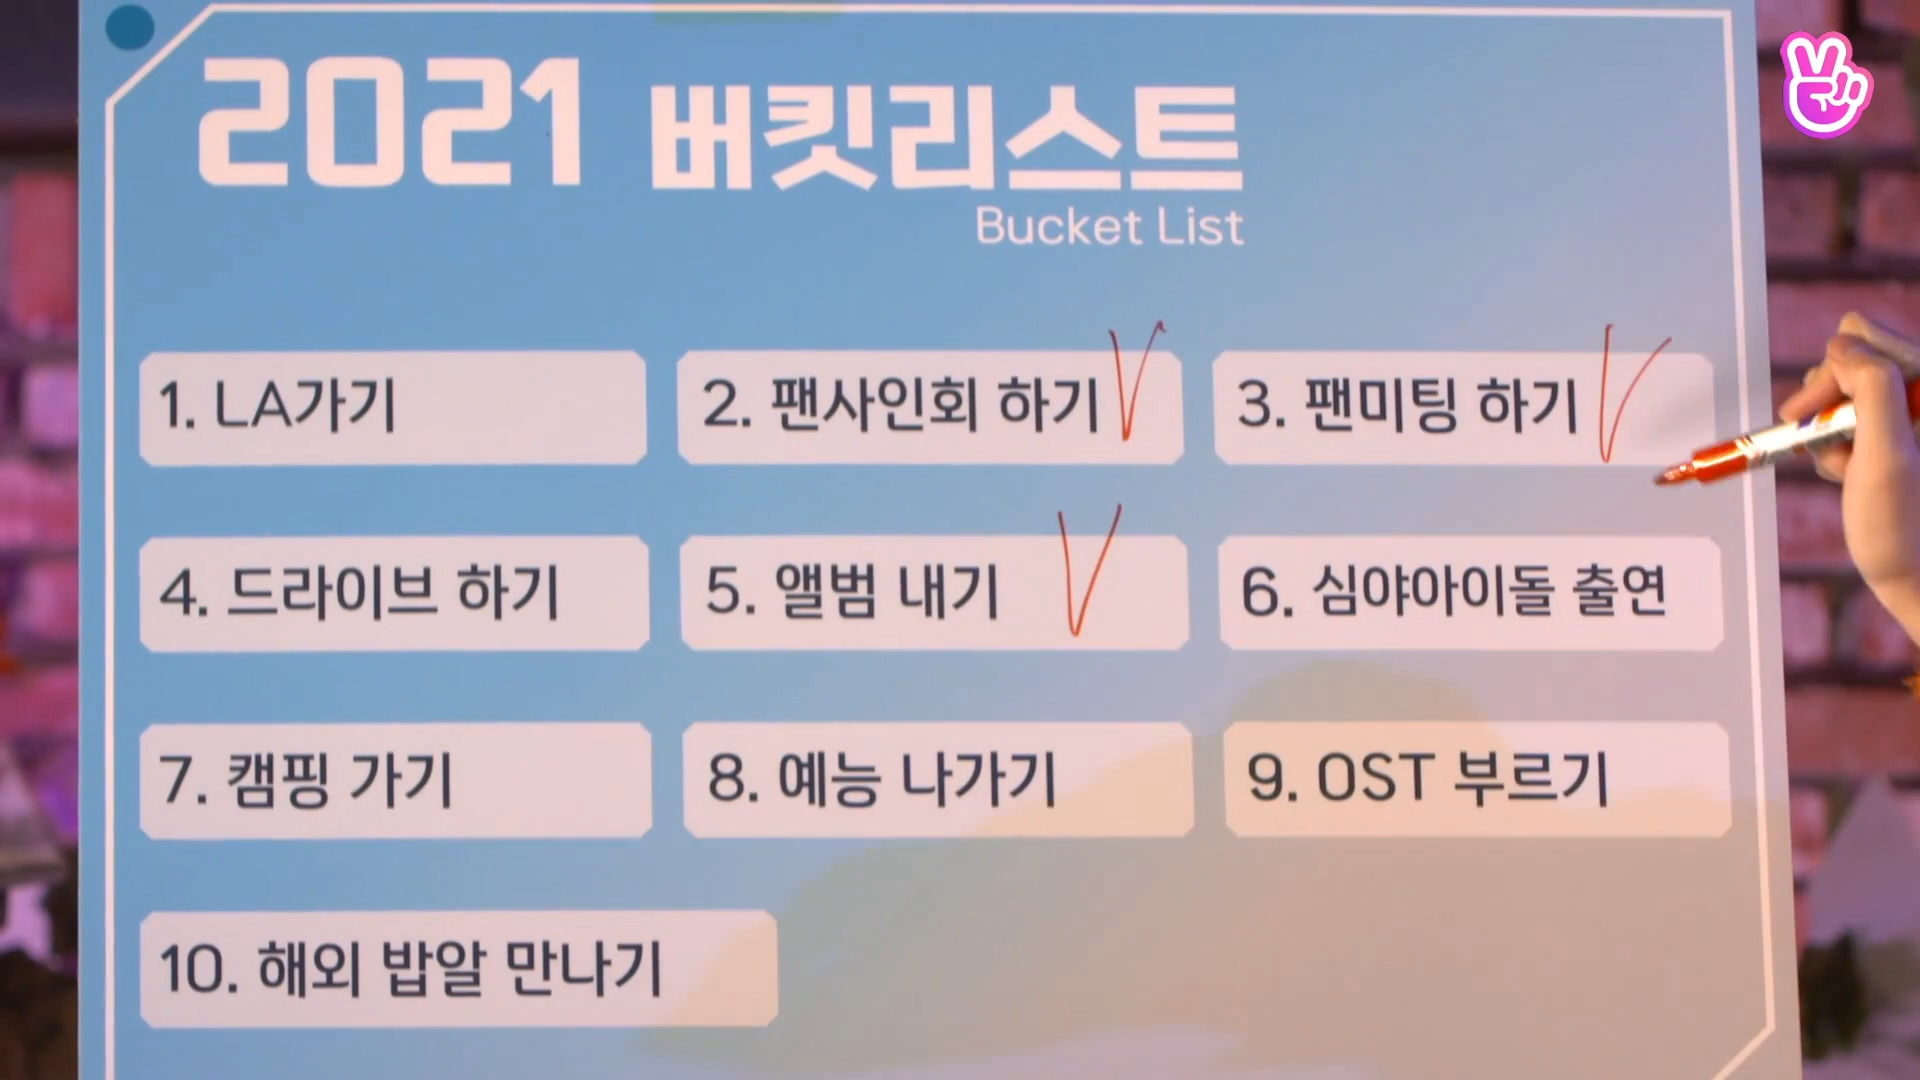 2021 버킷리스트
Bucket List
1. LA가기
2. 팬사인회 하기
3. 팬미팅 하기
4. 드라이브 하기
5. 앨범 내기
6. 심야아이돌 출연
7. 캠핑 가기
8. 예능 나가기
9. OST 부르기
10. 해외 밥알 만나기